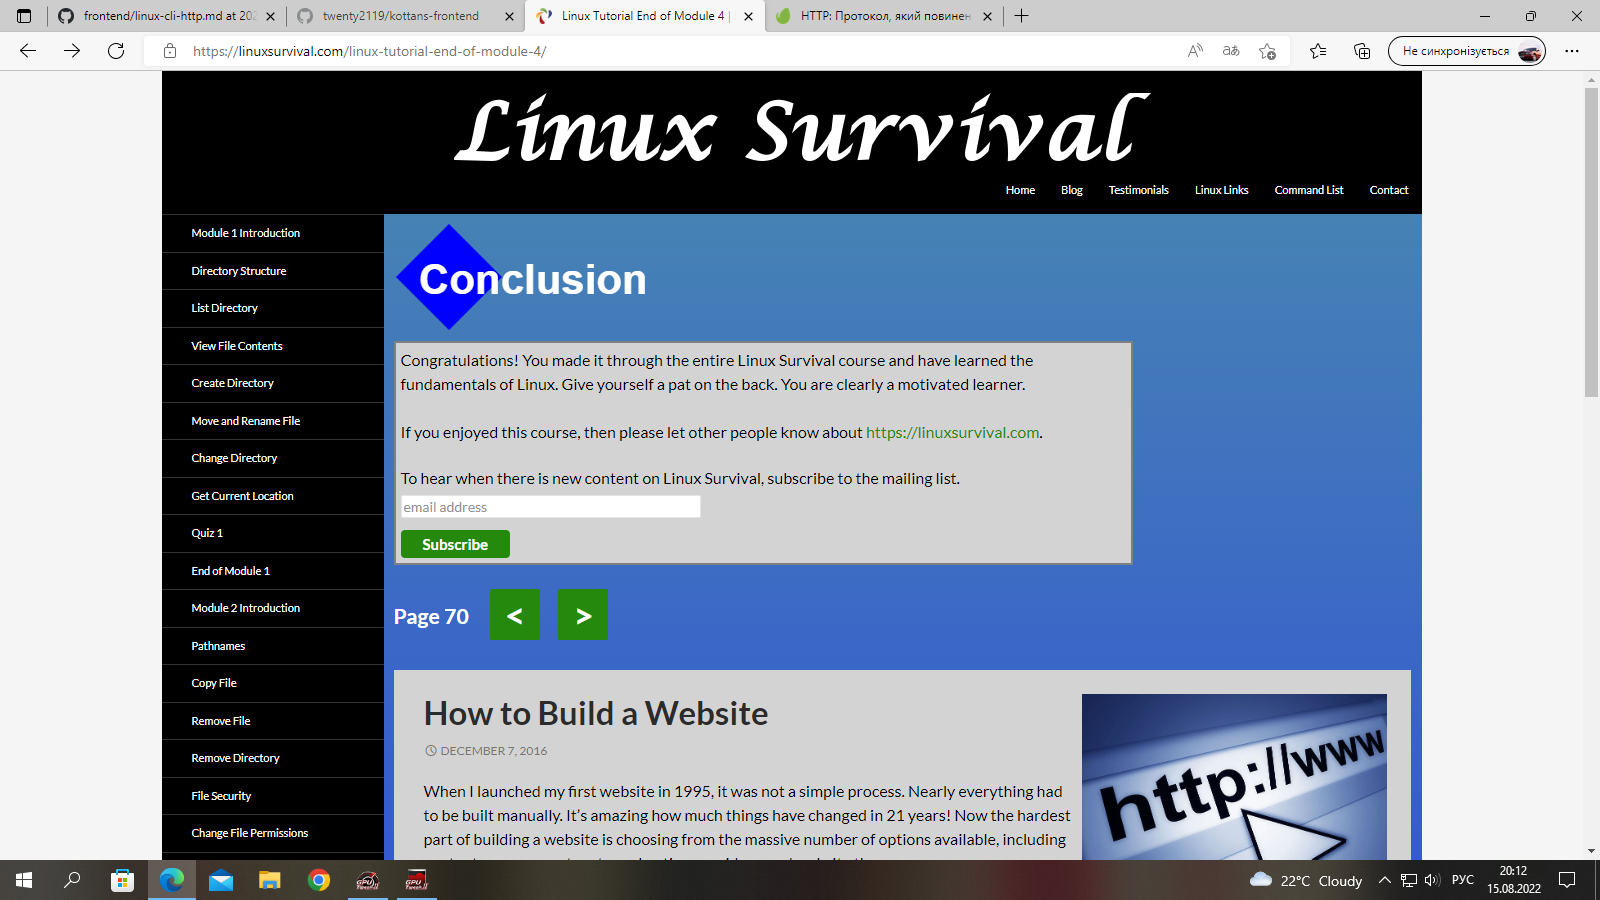 frontend/linux-cli-http.md at 202
twenty2119/kottans-frontend
Linux Tutorial End of Module 4 |
HTTP: Протокол, який повинен
https://linuxsurvival.com/linux-tutorial-end-of-module-4/
Не синхронізується
Linux Survival
Home Blog Testimonials Linux Links Command List Contact
Module 1 Introduction
Directory Structure
List Directory
View File Contents
Create Directory
Move and Rename File
Change Directory
Get Current Location
Quiz 1
End of Module 1
Module 2 Introduction
Pathnames
Copy File
Remove File
Remove Directory
File Security
Change File Permissions
Conclusion
Congratulations! You made it through the entire Linux Survival course and have learned the
fundamentals of Linux. Give yourself a pat on the back. You are clearly a motivated learner.
If you enjoyed this course, then please let other people know about https://linuxsurvival.com.
To hear when there is new content on Linux Survival, subscribe to the mailing list.
email address
Subscribe
Page 70 < >
How to Build a Website
DECEMBER 7, 2016
When I launched my first website in 1995, it was not a simple process. Nearly everything had
to be built manually. It’s amazing how much things have changed in 21 years! Now the hardest
part of building a website is choosing from the massive number of options available, including
http://www
22°C Cloudy
РУС
20:12
15.08.2022